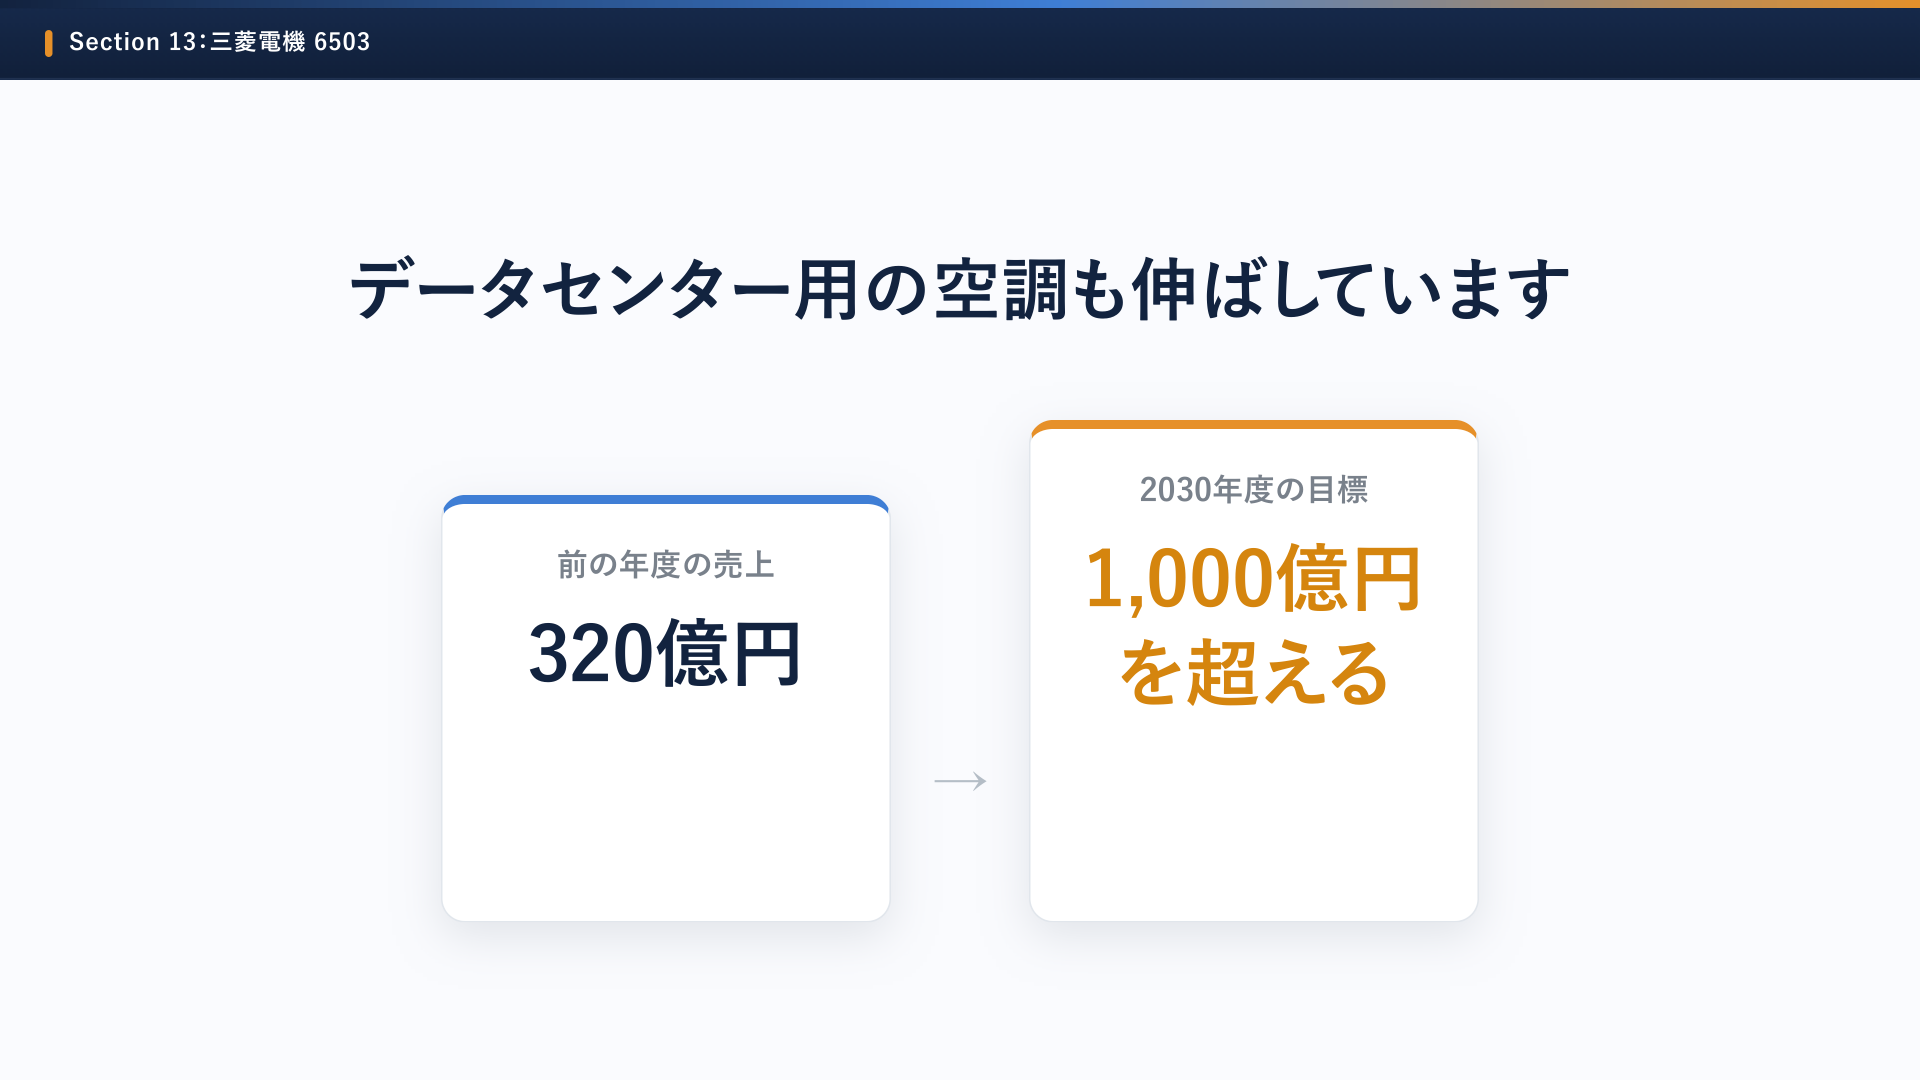 Section 13：三菱電機 6503
データセンター用の空調も伸ばしています
前の年度の売上
320億円
→
2030年度の目標
1,000億円
を超える